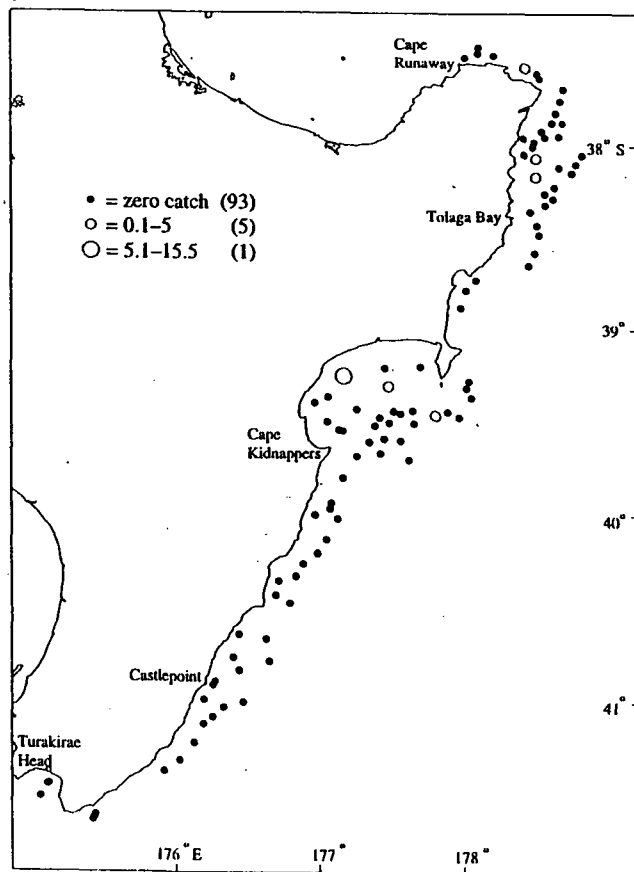 Cape
Runaway
38° S
• = zero catch (93)
○ = 0.1–5 (5)
○ = 5.1–15.5 (1)
Tolaga Bay
39°
Cape
Kidnappers
40°
Castlepoint
41°
Turakirae
Head
176° E
177°
178°